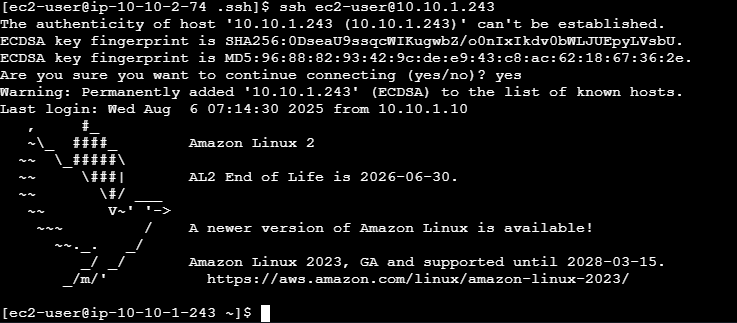 [ec2-user@ip-10-10-2-74 .ssh]$ ssh ec2-user@10.10.1.243
The authenticity of host '10.10.1.243 (10.10.1.243)' can't be established.
ECDSA key fingerprint is SHA256:0DseaU9ssqcWIKugwbZ/o0nIxIkdv0bWLJUEpyLVsbU.
ECDSA key fingerprint is MD5:96:88:82:93:42:9c:de:e9:43:c8:ac:62:18:67:36:2e.
Are you sure you want to continue connecting (yes/no)? yes
Warning: Permanently added '10.10.1.243' (ECDSA) to the list of known hosts.
Last login: Wed Aug  6 07:14:30 2025 from 10.10.1.10
   ,     #_
   ~\_  ####_        Amazon Linux 2
  ~~  \_#####\
  ~~     \###|       AL2 End of Life is 2026-06-30.
  ~~       \#/ ___
   ~~       V~' '->
    ~~~         /    A newer version of Amazon Linux is available!
      ~~._.   _/
         _/ _/       Amazon Linux 2023, GA and supported until 2028-03-15.
       _/m/'           https://aws.amazon.com/linux/amazon-linux-2023/
[ec2-user@ip-10-10-1-243 ~]$